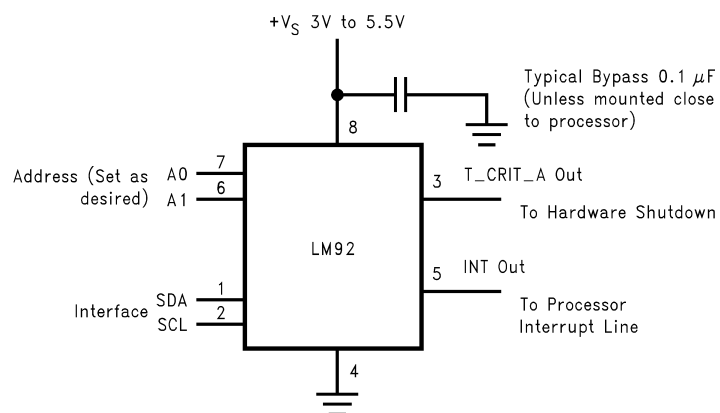 +VS 3V to 5.5V
Typical Bypass 0.1 μF
(Unless mounted close
to processor)
8
Address (Set as
desired)
A0
7
A1
6
3
T_CRIT_A Out
To Hardware Shutdown
LM92
5
INT Out
To Processor
Interrupt Line
Interface
SDA
1
SCL
2
4